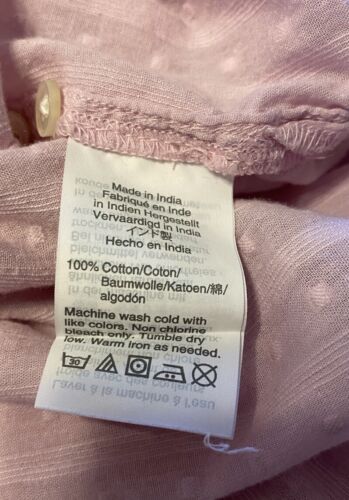 Made in India
Fabriqué en Inde
in Indien Hergestellt
Vervaardigd in India
インド製
Hecho en India
100% Cotton/Coton/
Baumwolle/Katoen/綿/
algodón
Machine wash cold with
like colors. Non chlorine
bleach only. Tumble dry
low. Warm iron as needed.
30